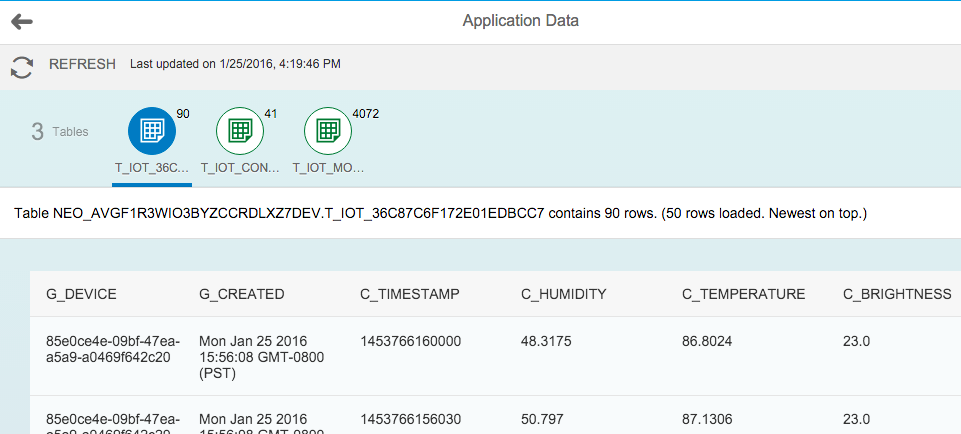 Application Data
REFRESH Last updated on 1/25/2016, 4:19:46 PM
3 Tables 90 41 4072
T_IOT_36C... T_IOT_CON... T_IOT_MO...
Table NEO_AVGF1R3WIO3BYZCCRDLXZ7DEV.T_IOT_36C87C6F172E01EDBCC7 contains 90 rows. (50 rows loaded. Newest on top.)
G_DEVICE G_CREATED C_TIMESTAMP C_HUMIDITY C_TEMPERATURE C_BRIGHTNESS
85e0ce4e-09bf-47ea- Mon Jan 25 2016 1453766160000 48.3175 86.8024 23.0
a5a9-a0469f642c20 15:56:08 GMT-0800
(PST)
85e0ce4e-09bf-47ea- Mon Jan 25 2016 1453766156030 50.797 87.1306 23.0
a5a9-a0469f642c20 15:56:08 GMT-0800